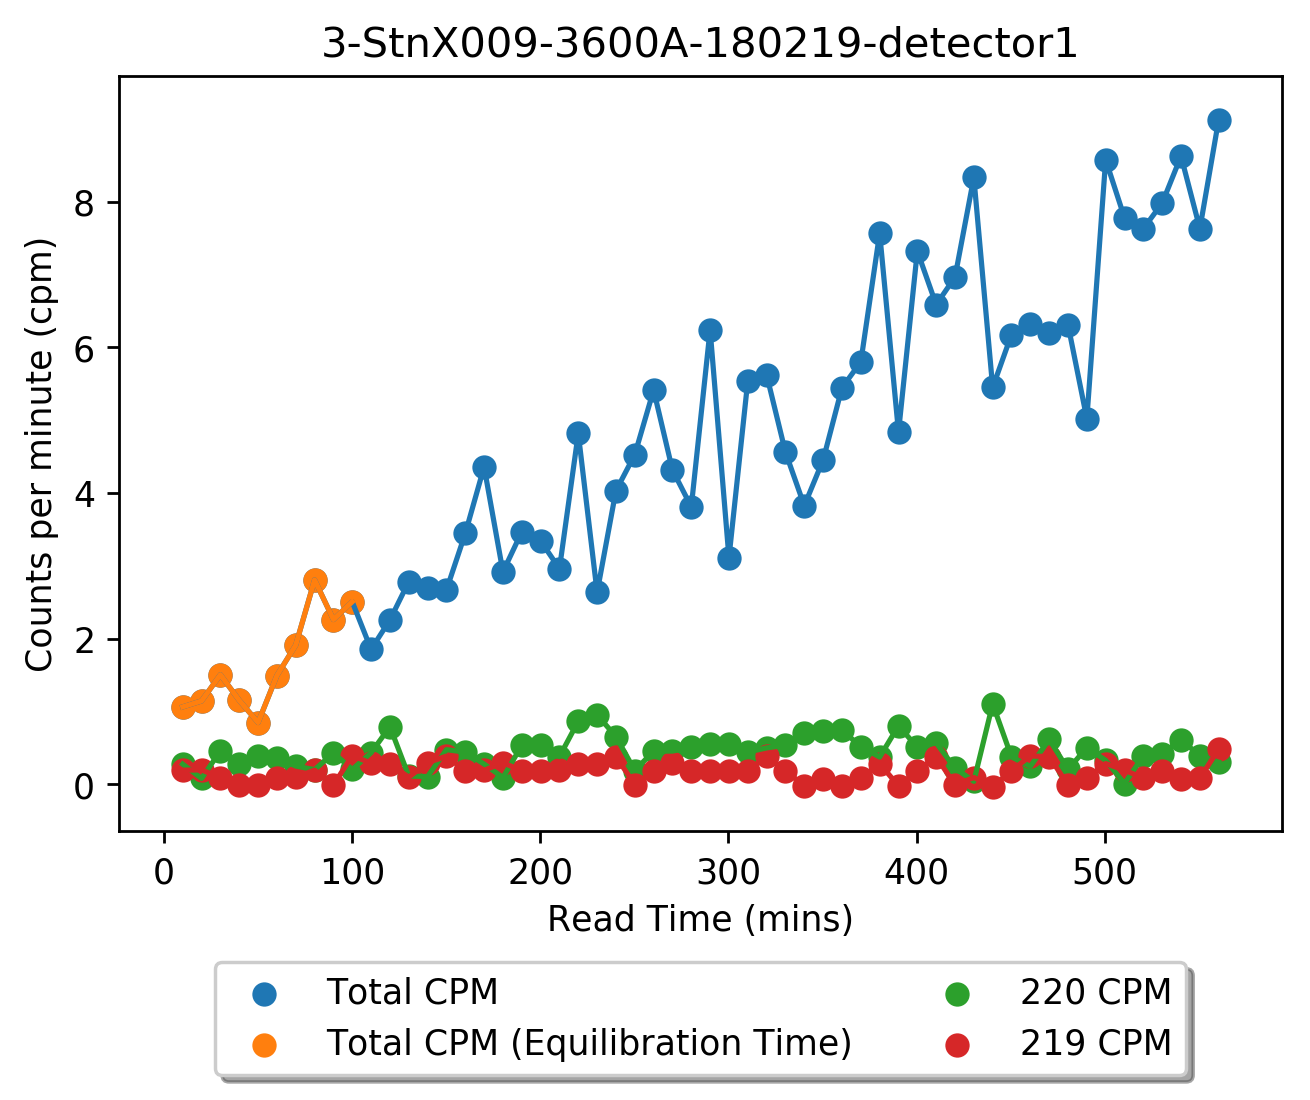 3-StnX009-3600A-180219-detector1
Counts per minute (cpm)
8
6
4
2
0
0 100 200 300 400 500
Read Time (mins)
Total CPM
Total CPM (Equilibration Time)
220 CPM
219 CPM